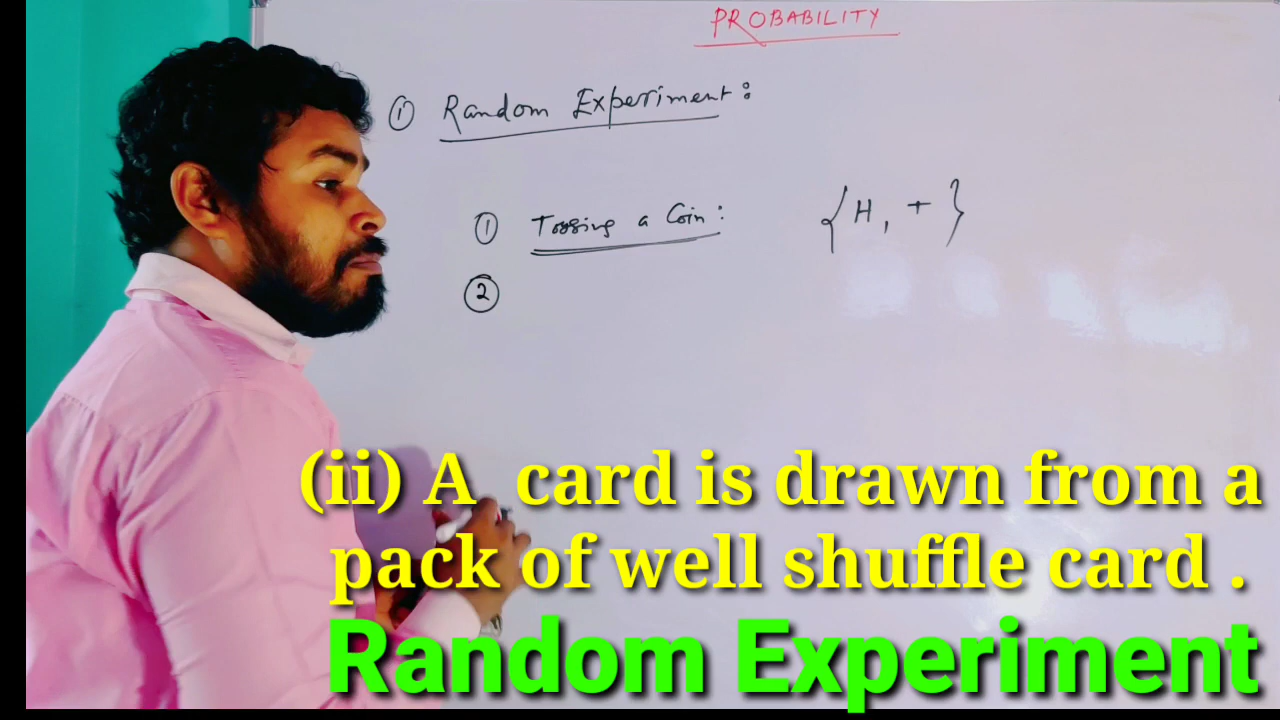 PROBABILITY
① Random Experiment:
① Tossing a Coin: {H, T}
②
(ii) A card is drawn from a
pack of well shuffle card .
Random Experiment